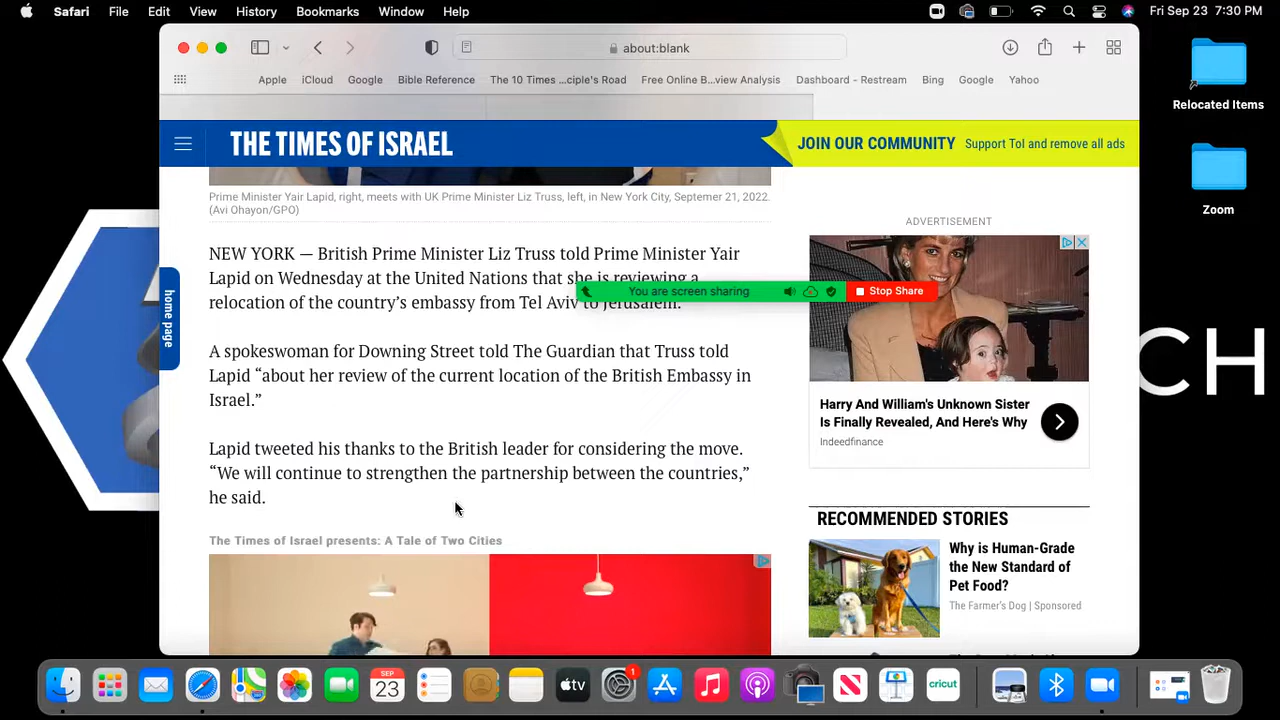 Safari File Edit View History Bookmarks Window Help
Fri Sep 23 7:30 PM
about:blank
Apple iCloud Google Bible Reference The 10 Times ...ciple's Road Free Online B...view Analysis Dashboard - Restream Bing Google Yahoo
Relocated Items
Zoom
THE TIMES OF ISRAEL
JOIN OUR COMMUNITY Support ToI and remove all ads
Prime Minister Yair Lapid, right, meets with UK Prime Minister Liz Truss, left, in New York City, Septemer 21, 2022.
(Avi Ohayon/GPO)
home page
NEW YORK — British Prime Minister Liz Truss told Prime Minister Yair
Lapid on Wednesday at the United Nations that she is reviewing a
relocation of the country's embassy from Tel Aviv to Jerusalem.
You are screen sharing
Stop Share
A spokeswoman for Downing Street told The Guardian that Truss told
Lapid “about her review of the current location of the British Embassy in
Israel.”
Lapid tweeted his thanks to the British leader for considering the move.
“We will continue to strengthen the partnership between the countries,”
he said.
The Times of Israel presents: A Tale of Two Cities
ADVERTISEMENT
Harry And William's Unknown Sister
Is Finally Revealed, And Here's Why
Indeedfinance
RECOMMENDED STORIES
Why is Human-Grade
the New Standard of
Pet Food?
The Farmer's Dog | Sponsored
CH
SEP
23
tv
1
cricut